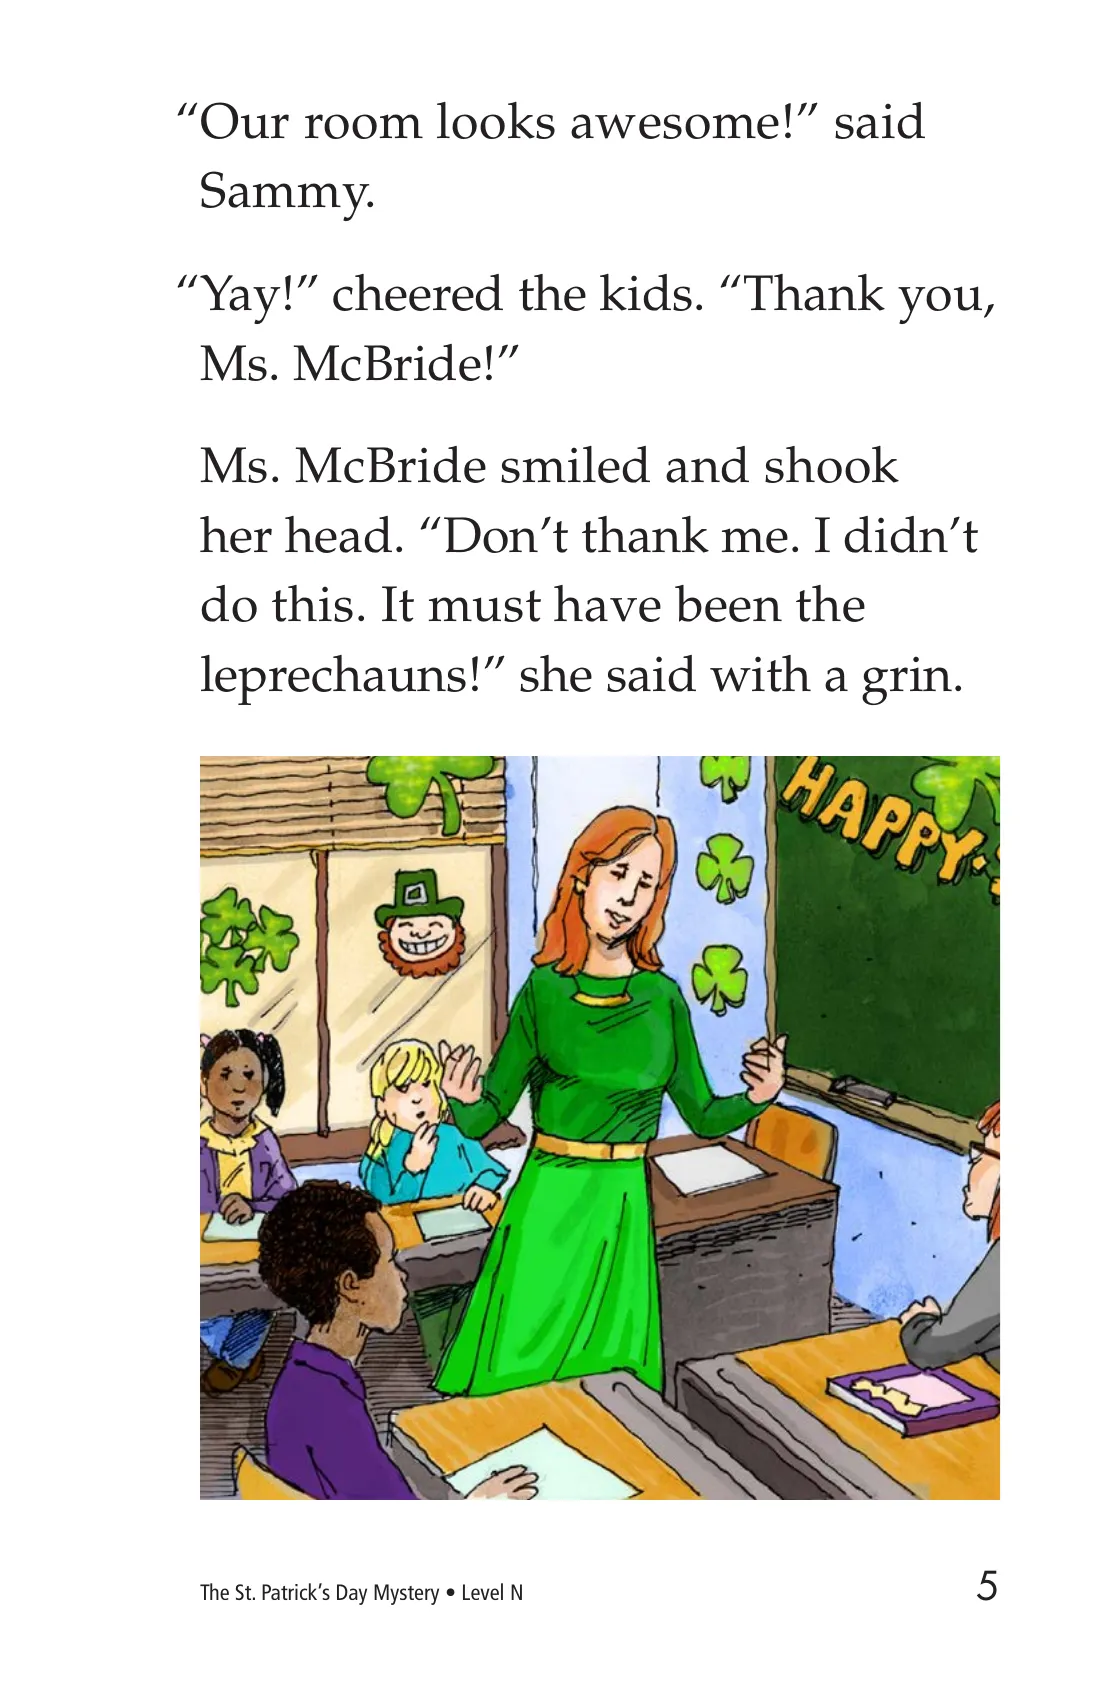 “Our room looks awesome!” said
Sammy.
“Yay!” cheered the kids. “Thank you,
Ms. McBride!”
Ms. McBride smiled and shook
her head. “Don’t thank me. I didn’t
do this. It must have been the
leprechauns!” she said with a grin.
HAPPY
The St. Patrick’s Day Mystery • Level N
5